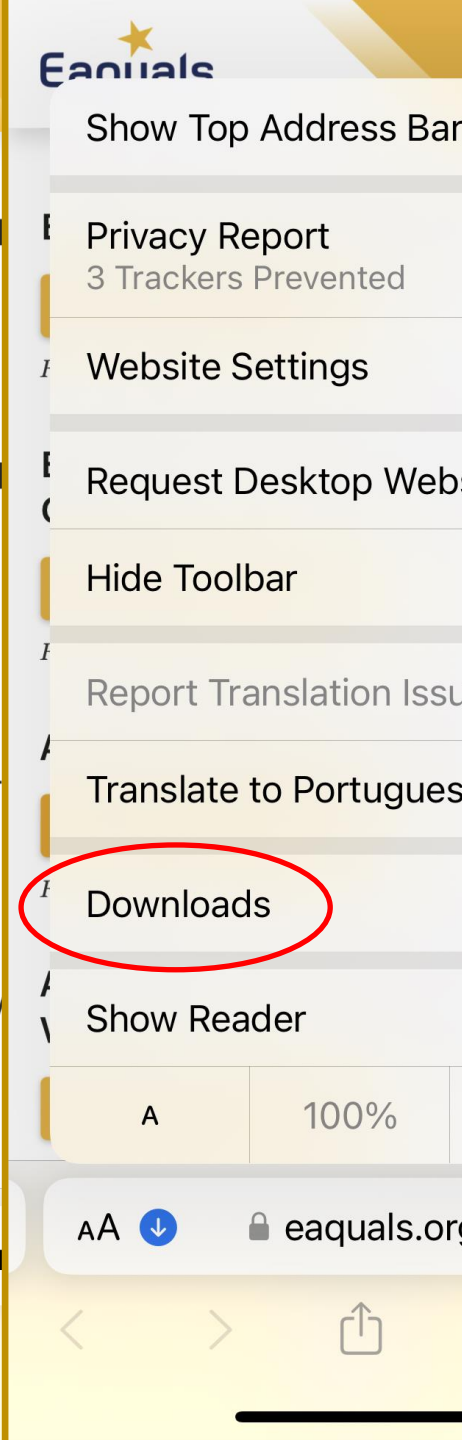 Eaquals
Show Top Address Bar
Privacy Report
3 Trackers Prevented
Website Settings
Request Desktop Webs
Hide Toolbar
Report Translation Issu
Translate to Portugues
Downloads
Show Reader
A 100%
AA eaquals.org